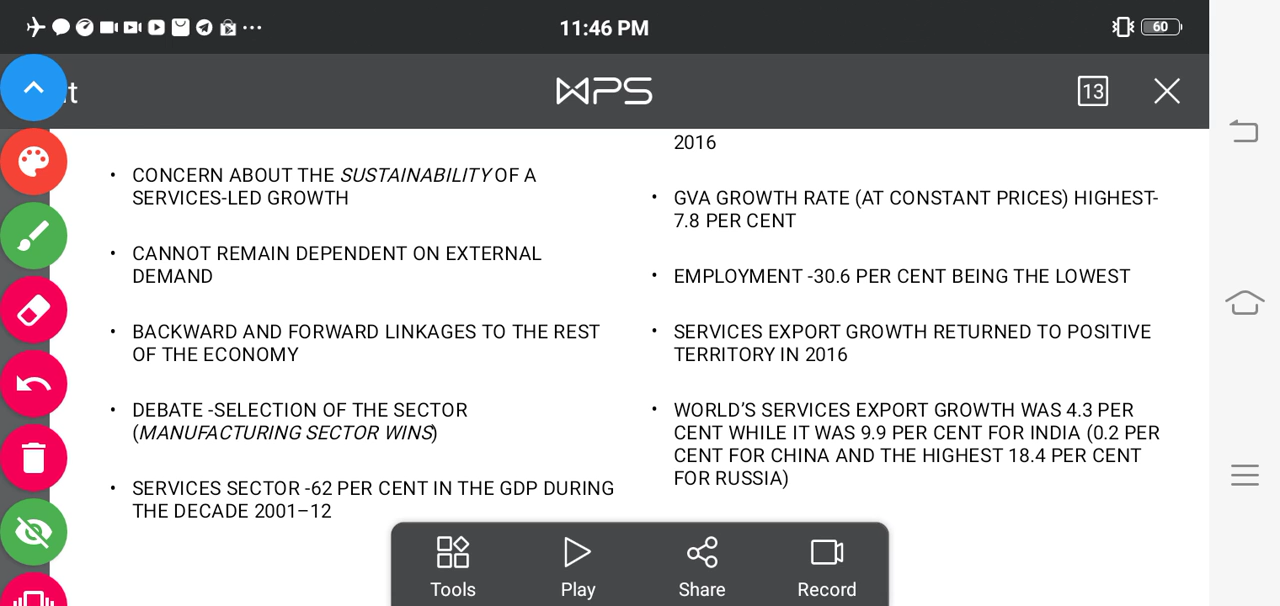 11:46 PM
60
t
WPS
13
• CONCERN ABOUT THE SUSTAINABILITY OF A
SERVICES-LED GROWTH
• CANNOT REMAIN DEPENDENT ON EXTERNAL
DEMAND
• BACKWARD AND FORWARD LINKAGES TO THE REST
OF THE ECONOMY
• DEBATE -SELECTION OF THE SECTOR
(MANUFACTURING SECTOR WINS)
• SERVICES SECTOR -62 PER CENT IN THE GDP DURING
THE DECADE 2001–12
2016
• GVA GROWTH RATE (AT CONSTANT PRICES) HIGHEST-
7.8 PER CENT
• EMPLOYMENT -30.6 PER CENT BEING THE LOWEST
• SERVICES EXPORT GROWTH RETURNED TO POSITIVE
TERRITORY IN 2016
• WORLD’S SERVICES EXPORT GROWTH WAS 4.3 PER
CENT WHILE IT WAS 9.9 PER CENT FOR INDIA (0.2 PER
CENT FOR CHINA AND THE HIGHEST 18.4 PER CENT
FOR RUSSIA)
Tools
Play
Share
Record